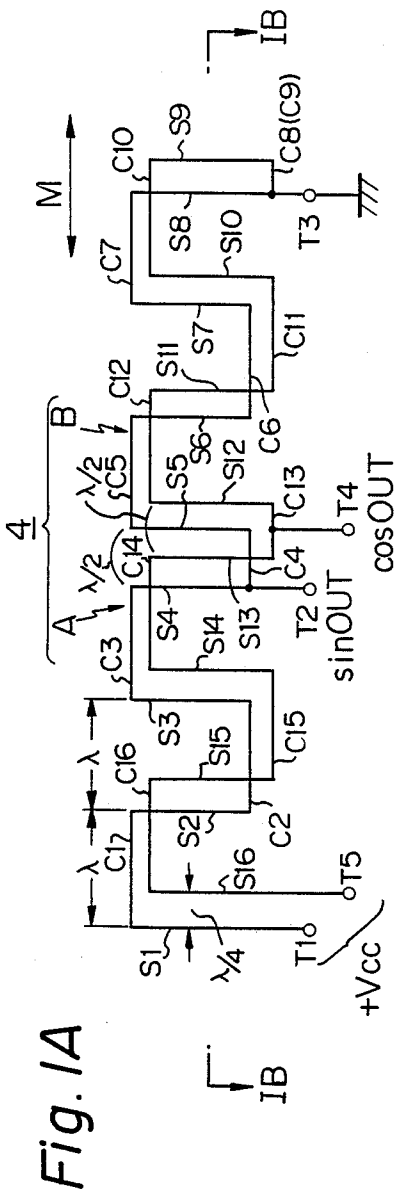 Fig. 1A
IB
IB
M
4
A
B
+Vcc
T1
T5
T2
sinOUT
T4
cosOUT
T3
λ
λ
λ/4
λ/2
λ/2
S1
C1
S16
S2
C16
S15
C2
C15
S3
C3
S14
S4
C14
S13
C4
S5
C5
S12
C13
S6
C12
S11
C6
C11
S7
C7
S10
S8
C10
S9
C8(C9)